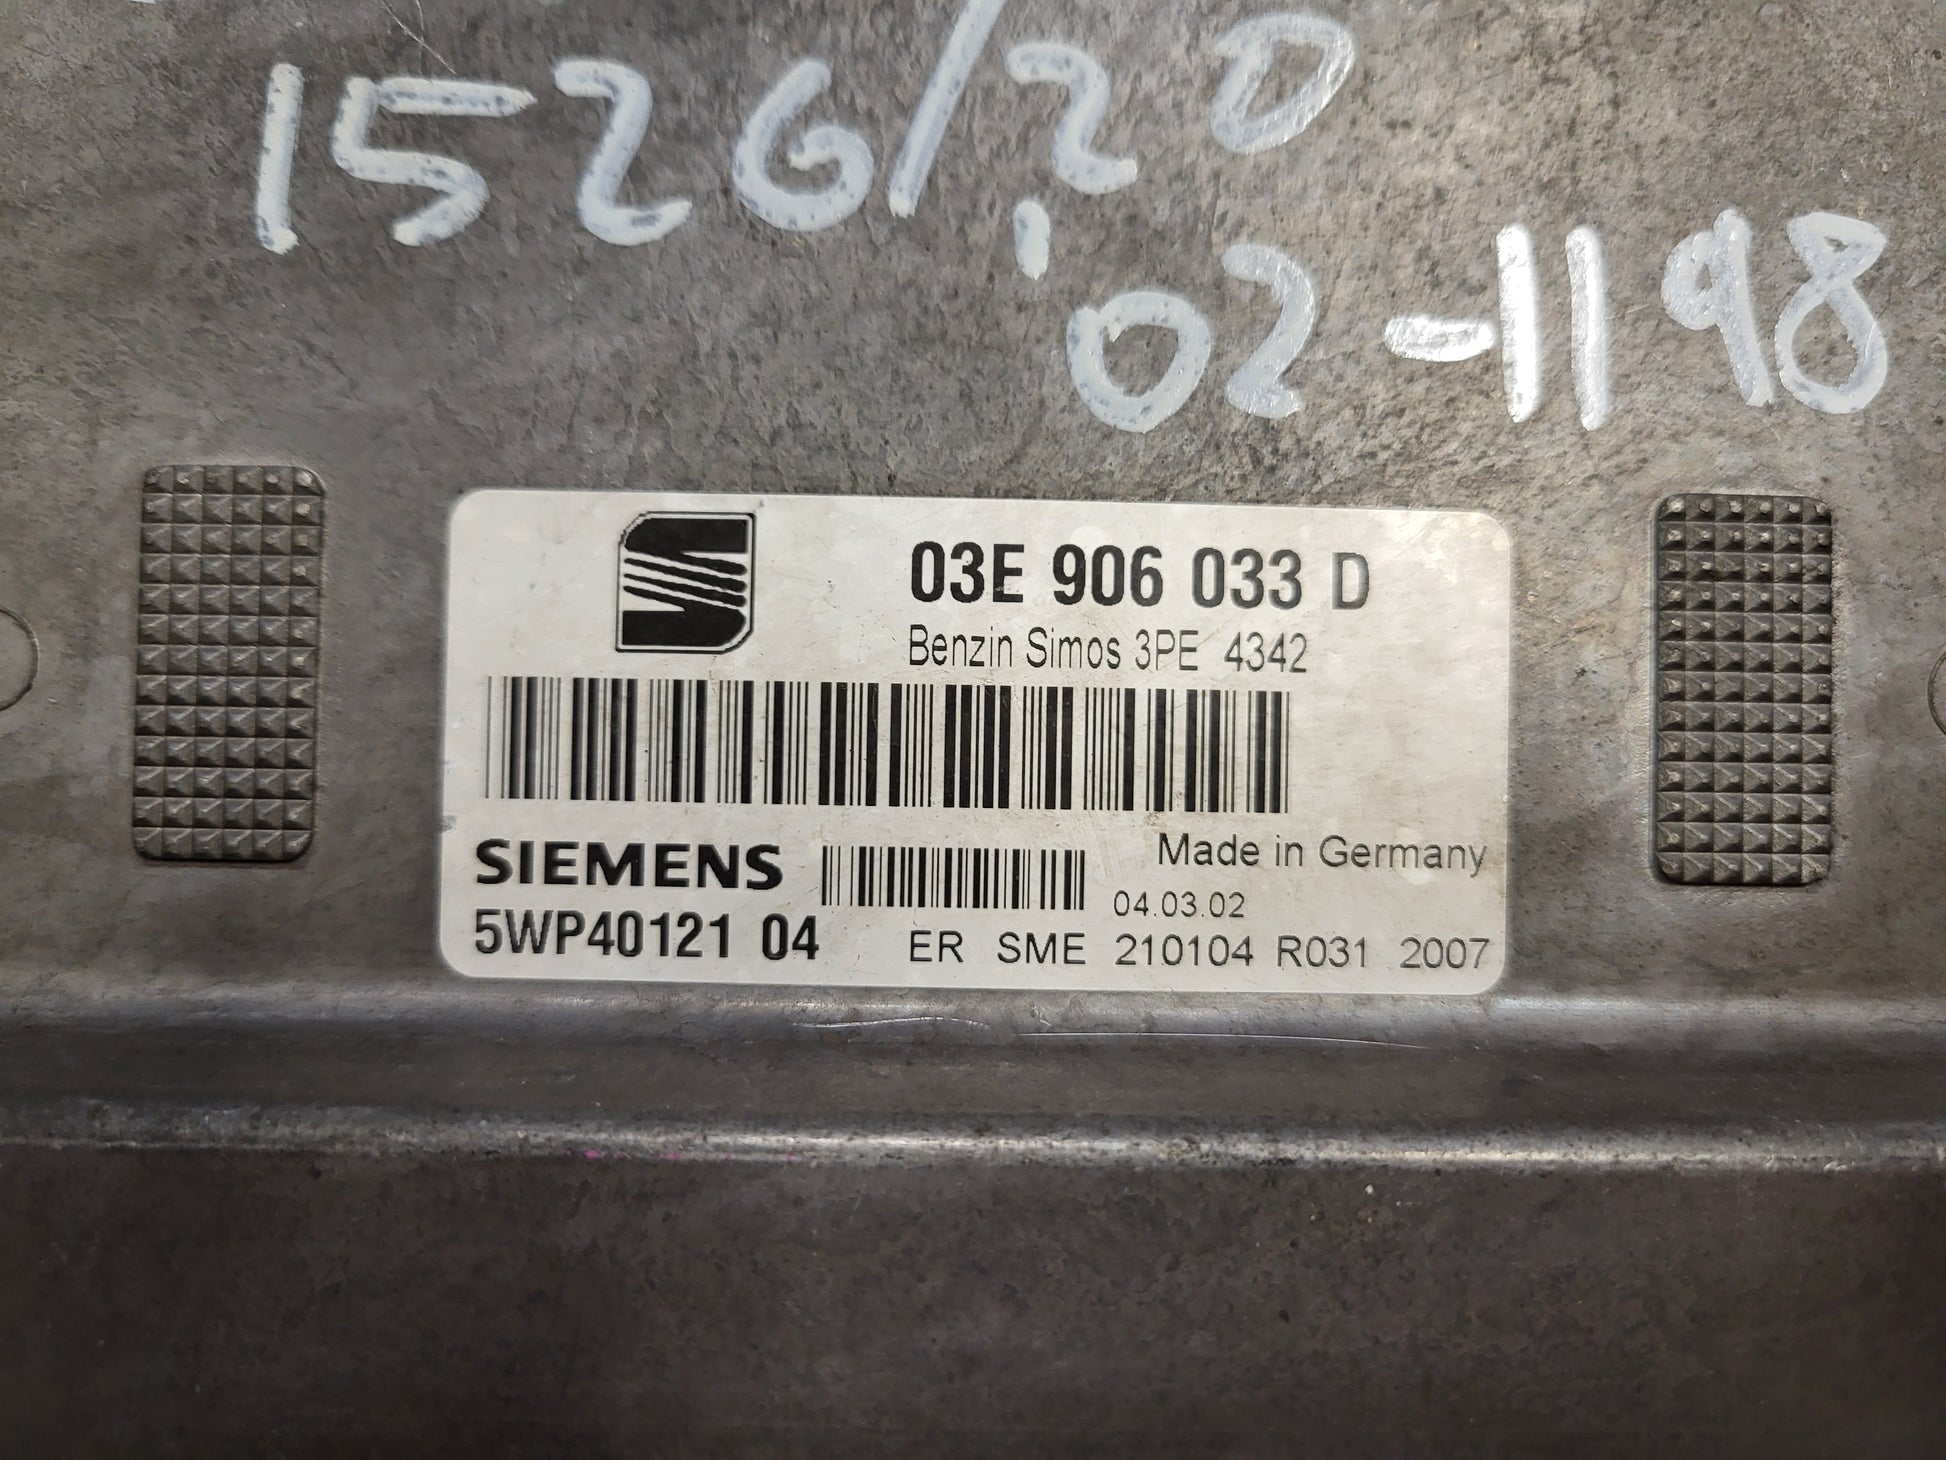 1526/20
02-1198
03E 906 033 D
Benzin Simos 3PE 4342
SIEMENS
Made in Germany
04.03.02
5WP40121 04
ER SME 210104 R031 2007